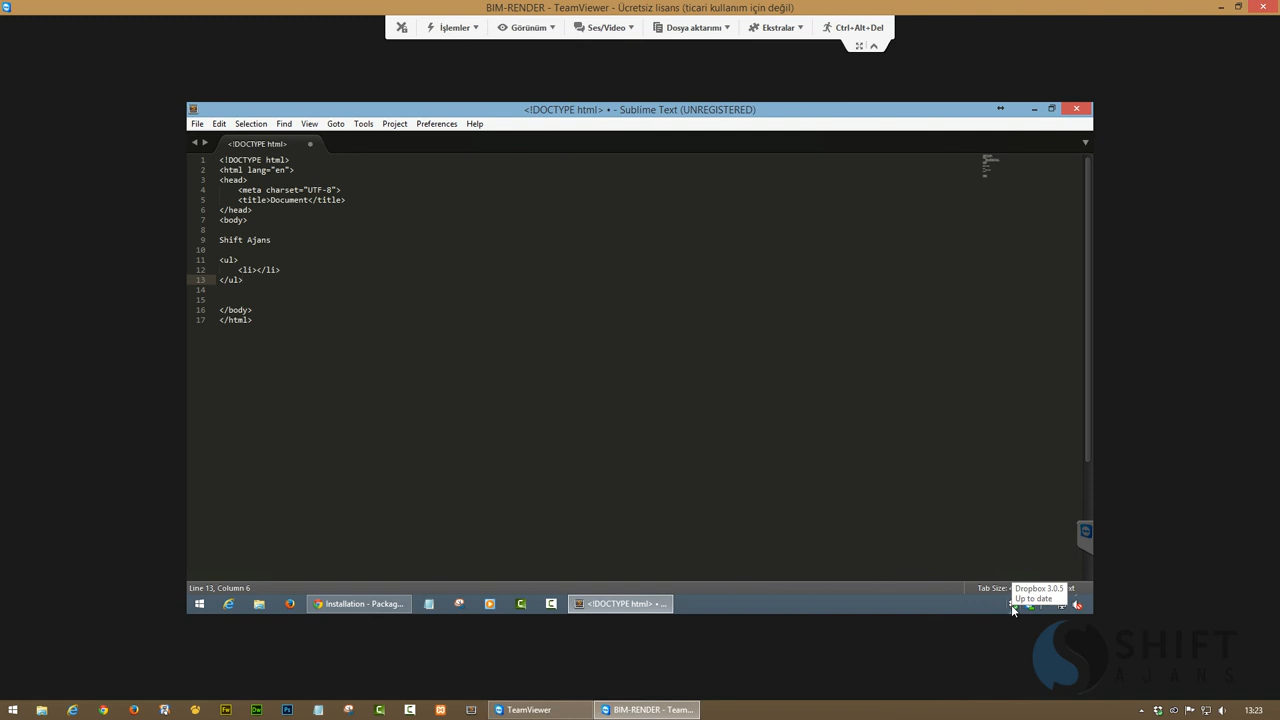 BIM-RENDER - TeamViewer - Ücretsiz lisans (ticari kullanım için değil)
İşlemler
Görünüm
Ses/Video
Dosya aktarımı
Ekstralar
Ctrl+Alt+Del
<!DOCTYPE html> • - Sublime Text (UNREGISTERED)
File Edit Selection Find View Goto Tools Project Preferences Help
<!DOCTYPE html>
1 <!DOCTYPE html>
2 <html lang="en">
3 <head>
4 <meta charset="UTF-8">
5 <title>Document</title>
6 </head>
7 <body>
8
9 Shift Ajans
10
11 <ul>
12 <li></li>
13 </ul>
14
15
16 </body>
17 </html>
Line 13, Column 6
Tab Size:
Dropbox 3.0.5
Up to date
Installation - Packag...
<!DOCTYPE html> • ...
SHIFT
AJANS
TeamViewer
BIM-RENDER - Team...
13:23